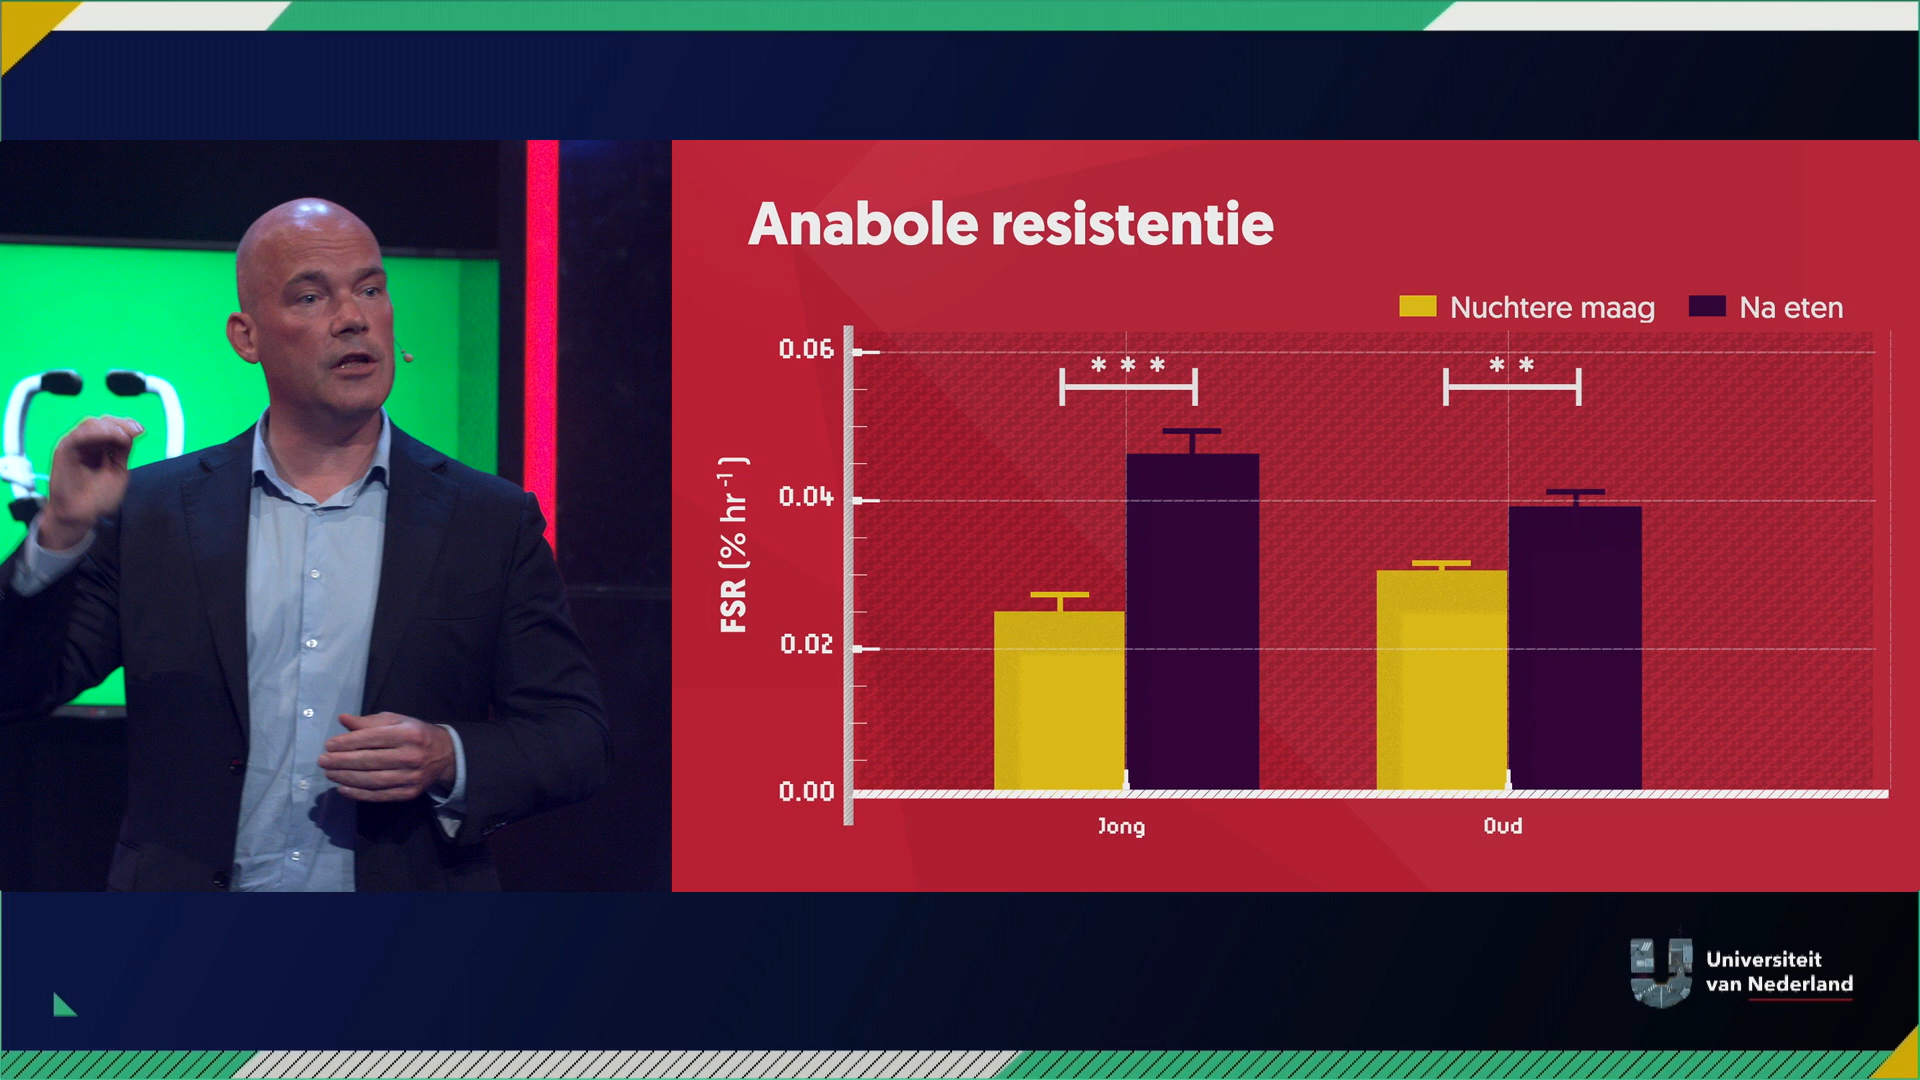 Anabole resistentie
Nuchtere maag
Na eten
0.06
* * *
* *
0.04
FSR (% hr⁻¹)
0.02
0.00
Jong
Oud
Universiteit
van Nederland